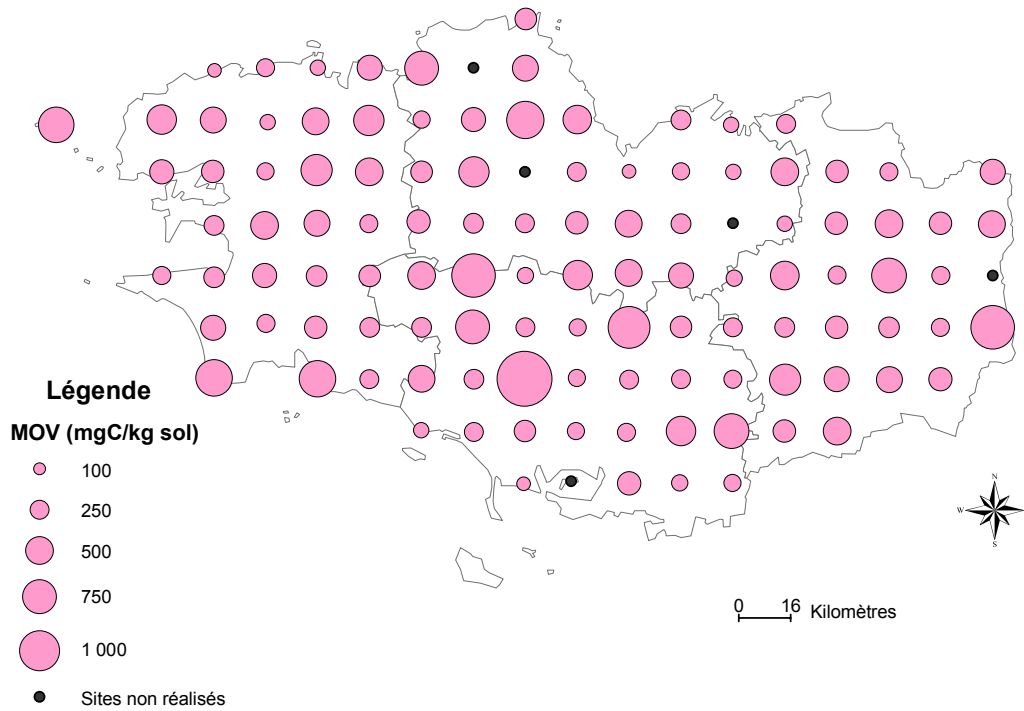 Légende
MOV (mgC/kg sol)
100
250
500
750
1 000
Sites non réalisés
N
W
S
0 16 Kilomètres